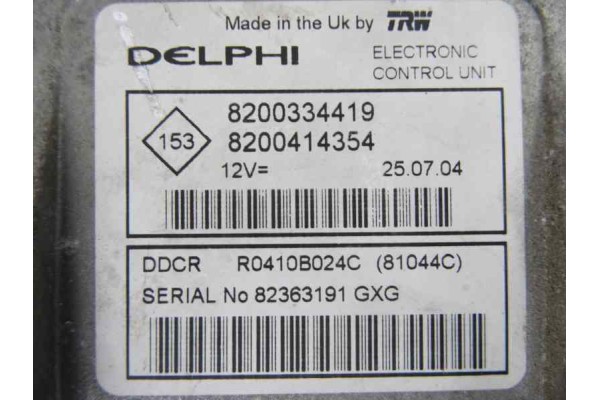 Made in the Uk by TRW
DELPHI ELECTRONIC
CONTROL UNIT
153
8200334419
8200414354
12V= 25.07.04
DDCR R0410B024C (81044C)
SERIAL No 82363191 GXG